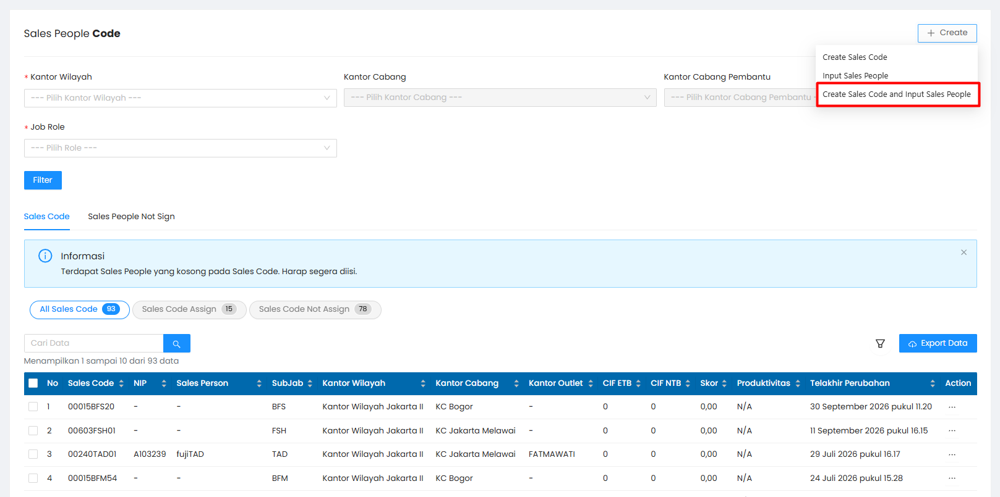 Sales People Code
Create
Create Sales Code
Input Sales People
Create Sales Code and Input Sales People
* Kantor Wilayah
Kantor Cabang
Kantor Cabang Pembantu
--- Pilih Kantor Wilayah ---
--- Pilih Kantor Cabang ---
--- Pilih Kantor Cabang Pembantu -
* Job Role
--- Pilih Role ---
Filter
Sales Code
Sales People Not Sign
Informasi
Terdapat Sales People yang kosong pada Sales Code. Harap segera diisi.
All Sales Code 93
Sales Code Assign 15
Sales Code Not Assign 78
Cari Data
Export Data
Menampilkan 1 sampai 10 dari 93 data
No Sales Code NIP Sales Person SubJab Kantor Wilayah Kantor Cabang Kantor Outlet CIF ETB CIF NTB Skor Produktivitas Telakhir Perubahan Action
1 00015BFS20 - - BFS Kantor Wilayah Jakarta II KC Bogor - 0 0 0,00 N/A 30 September 2026 pukul 11.20 ...
2 00603FSH01 - - FSH Kantor Wilayah Jakarta II KC Jakarta Melawai - 0 0 0,00 N/A 11 September 2026 pukul 16.15 ...
3 00240TAD01 A103239 fujiTAD TAD Kantor Wilayah Jakarta II KC Jakarta Melawai FATMAWATI 0 0 0,00 N/A 29 Juli 2026 pukul 16.17 ...
4 00015BFM54 - - BFM Kantor Wilayah Jakarta II KC Bogor - 0 0 0,00 N/A 24 Juli 2026 pukul 15.28 ...